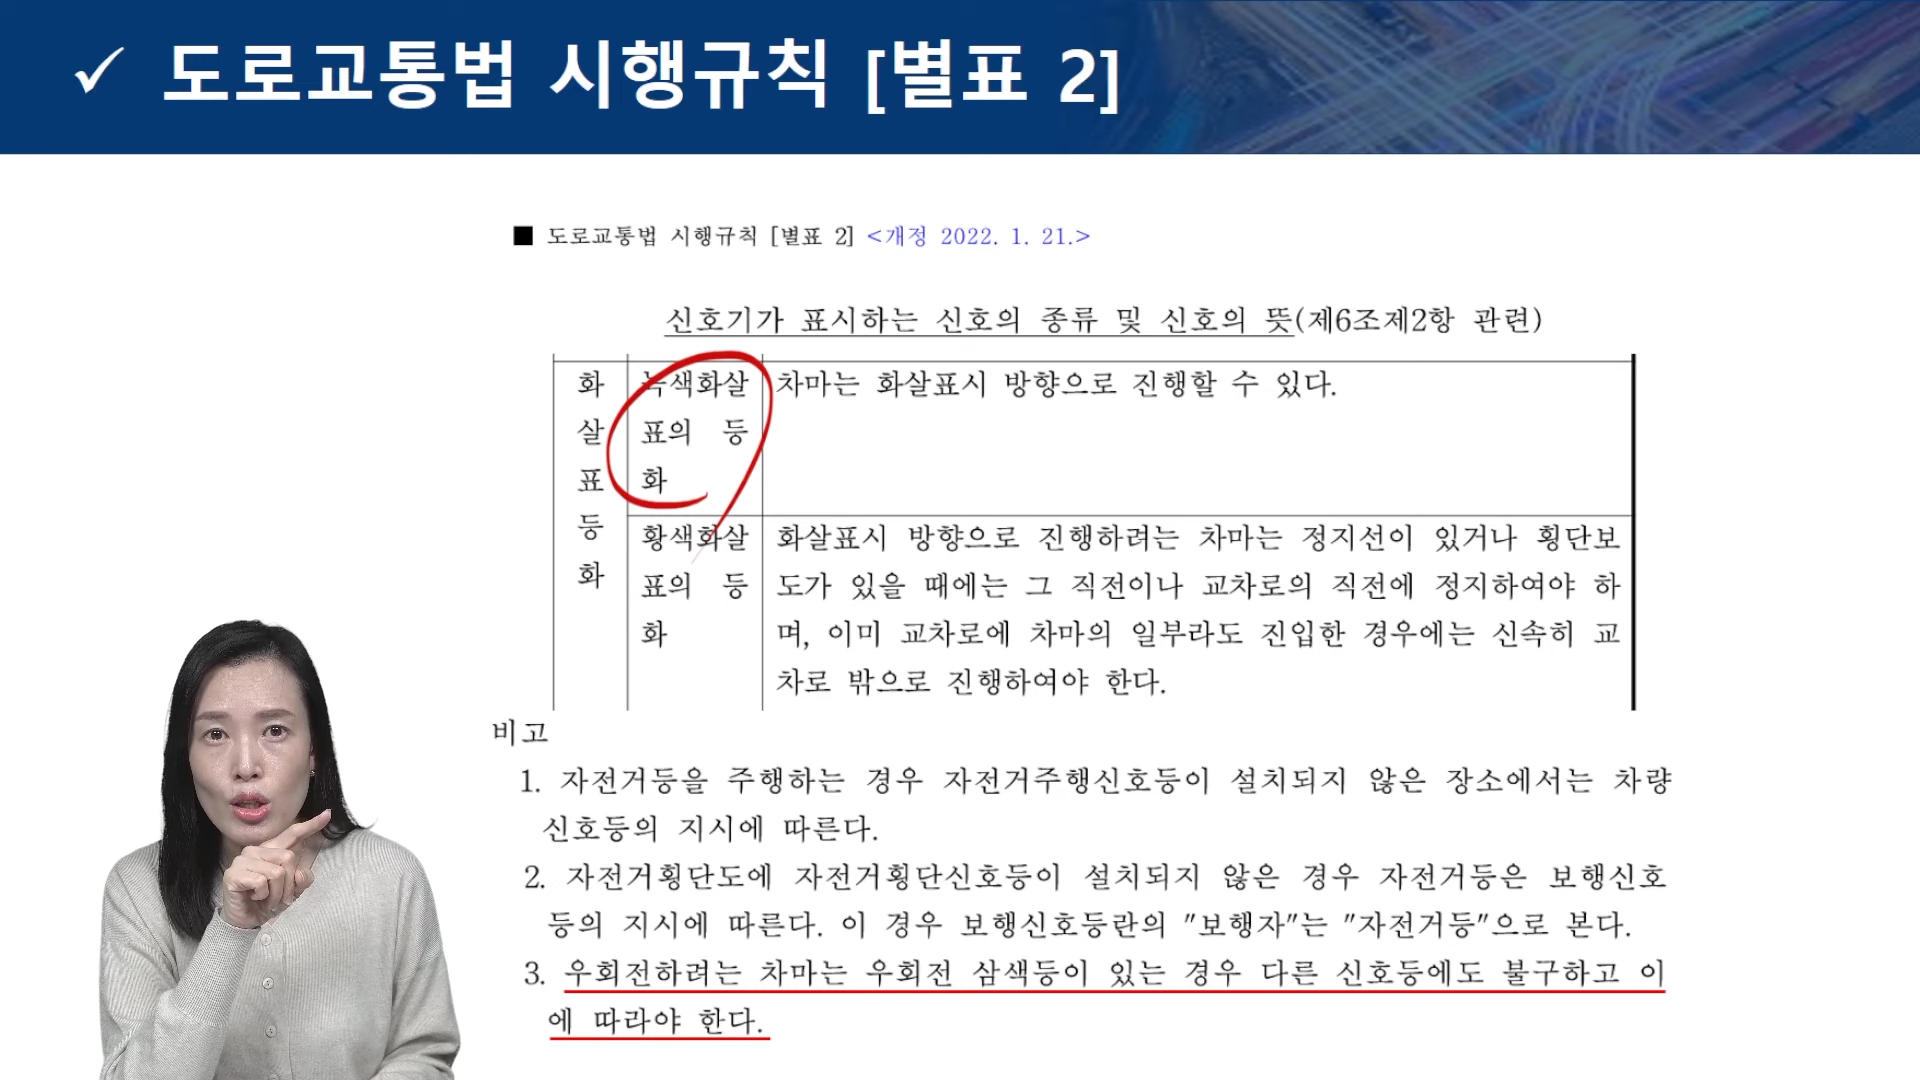 ✓ 도로교통법 시행규칙 [별표 2]
■ 도로교통법 시행규칙 [별표 2] <개정 2022. 1. 21.>
신호기가 표시하는 신호의 종류 및 신호의 뜻(제6조제2항 관련)
화
살
표
등
화
녹색화살
표의 등
화
차마는 화살표시 방향으로 진행할 수 있다.
황색화살
표의 등
화
화살표시 방향으로 진행하려는 차마는 정지선이 있거나 횡단보
도가 있을 때에는 그 직전이나 교차로의 직전에 정지하여야 하
며, 이미 교차로에 차마의 일부라도 진입한 경우에는 신속히 교
차로 밖으로 진행하여야 한다.
비고
1. 자전거등을 주행하는 경우 자전거주행신호등이 설치되지 않은 장소에서는 차량
신호등의 지시에 따른다.
2. 자전거횡단도에 자전거횡단신호등이 설치되지 않은 경우 자전거등은 보행신호
등의 지시에 따른다. 이 경우 보행신호등란의 "보행자"는 "자전거등"으로 본다.
3. 우회전하려는 차마는 우회전 삼색등이 있는 경우 다른 신호등에도 불구하고 이
에 따라야 한다.